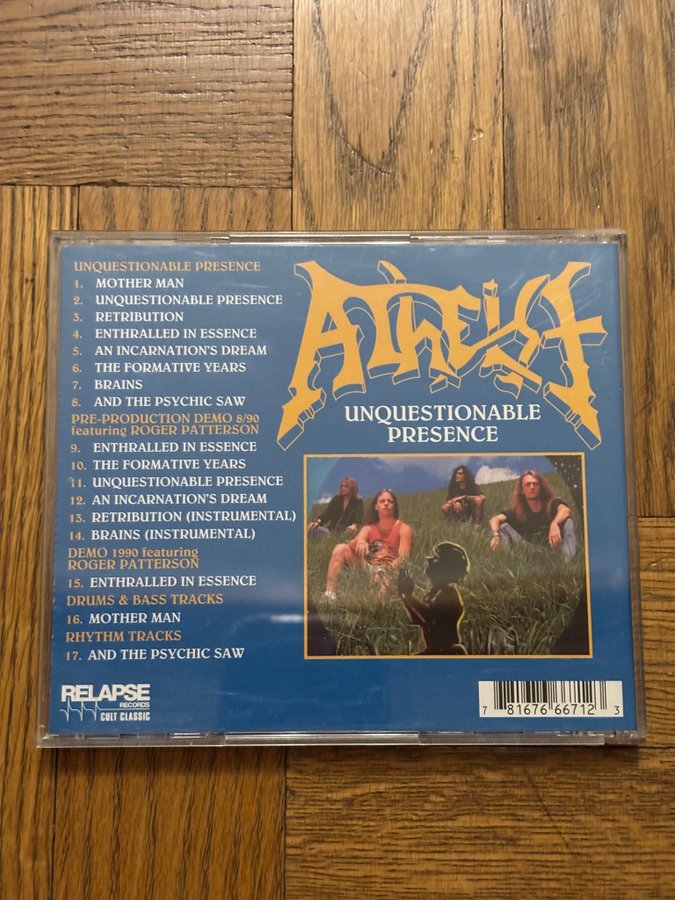 UNQUESTIONABLE PRESENCE
1. MOTHER MAN
2. UNQUESTIONABLE PRESENCE
3. RETRIBUTION
4. ENTHRALLED IN ESSENCE
5. AN INCARNATION'S DREAM
6. THE FORMATIVE YEARS
7. BRAINS
8. AND THE PSYCHIC SAW
PRE-PRODUCTION DEMO 8/90
featuring ROGER PATTERSON
9. ENTHRALLED IN ESSENCE
10. THE FORMATIVE YEARS
11. UNQUESTIONABLE PRESENCE
12. AN INCARNATION'S DREAM
13. RETRIBUTION (INSTRUMENTAL)
14. BRAINS (INSTRUMENTAL)
DEMO 1990 featuring
ROGER PATTERSON
15. ENTHRALLED IN ESSENCE
DRUMS & BASS TRACKS
16. MOTHER MAN
RHYTHM TRACKS
17. AND THE PSYCHIC SAW
RELAPSE
RECORDS
CULT CLASSIC
ATHEIST
UNQUESTIONABLE
PRESENCE
7 81676 66712 3